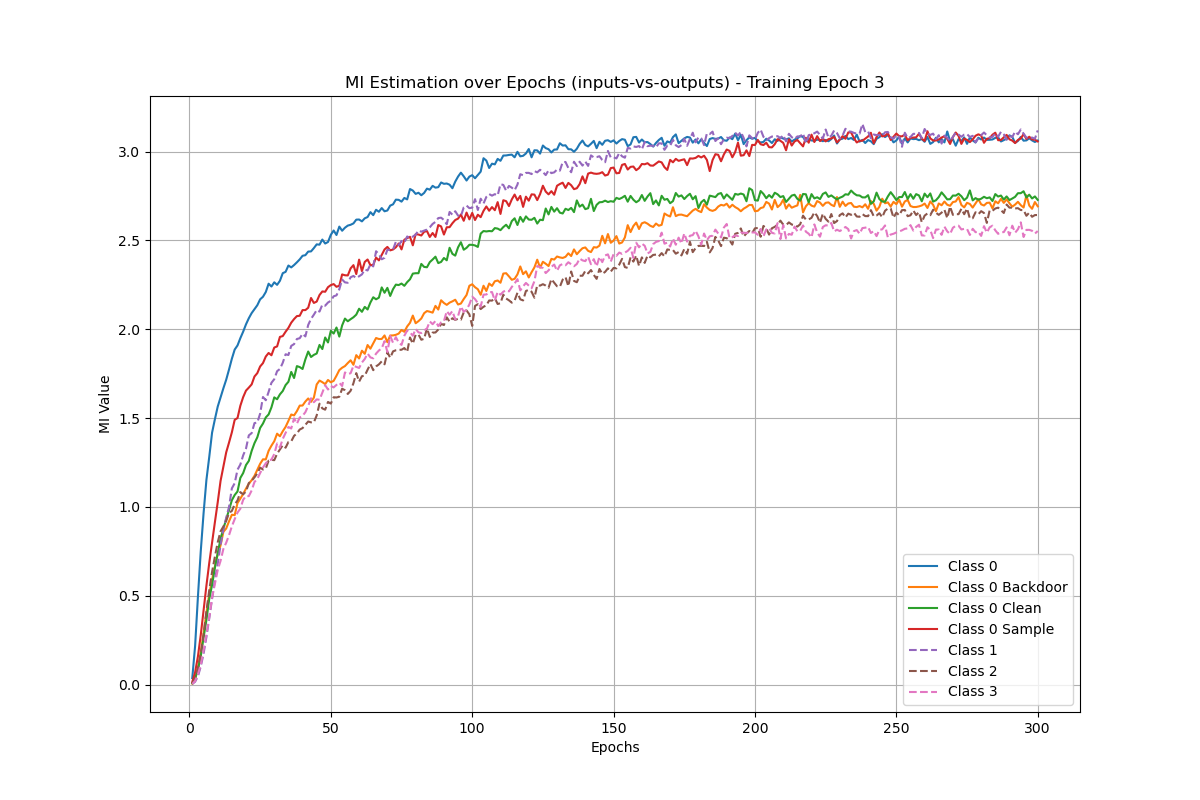 MI Estimation over Epochs (inputs-vs-outputs) - Training Epoch 3
MI Value
3.0
2.5
2.0
1.5
1.0
0.5
0.0
Class 0
Class 0 Backdoor
Class 0 Clean
Class 0 Sample
Class 1
Class 2
Class 3
0 50 100 150 200 250 300
Epochs